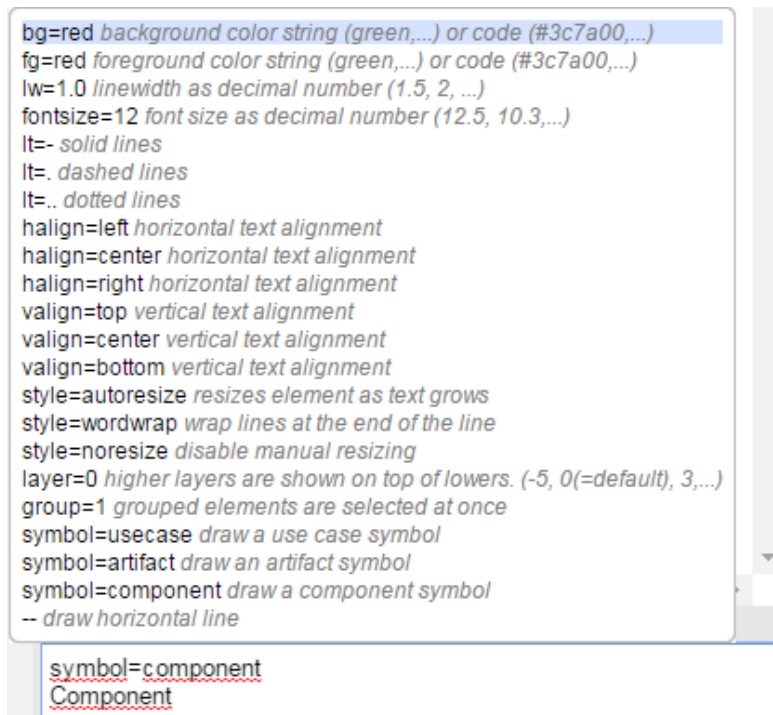 bg=red background color string (green,...) or code (#3c7a00,...)
fg=red foreground color string (green,...) or code (#3c7a00,...)
lw=1.0 linewidth as decimal number (1.5, 2, ...)
fontsize=12 font size as decimal number (12.5, 10.3,...)
lt=- solid lines
lt=. dashed lines
lt=.. dotted lines
halign=left horizontal text alignment
halign=center horizontal text alignment
halign=right horizontal text alignment
valign=top vertical text alignment
valign=center vertical text alignment
valign=bottom vertical text alignment
style=autoresize resizes element as text grows
style=wordwrap wrap lines at the end of the line
style=noresize disable manual resizing
layer=0 higher layers are shown on top of lowers. (-5, 0(=default), 3,...)
group=1 grouped elements are selected at once
symbol=usecase draw a use case symbol
symbol=artifact draw an artifact symbol
symbol=component draw a component symbol
-- draw horizontal line
symbol=component
Component